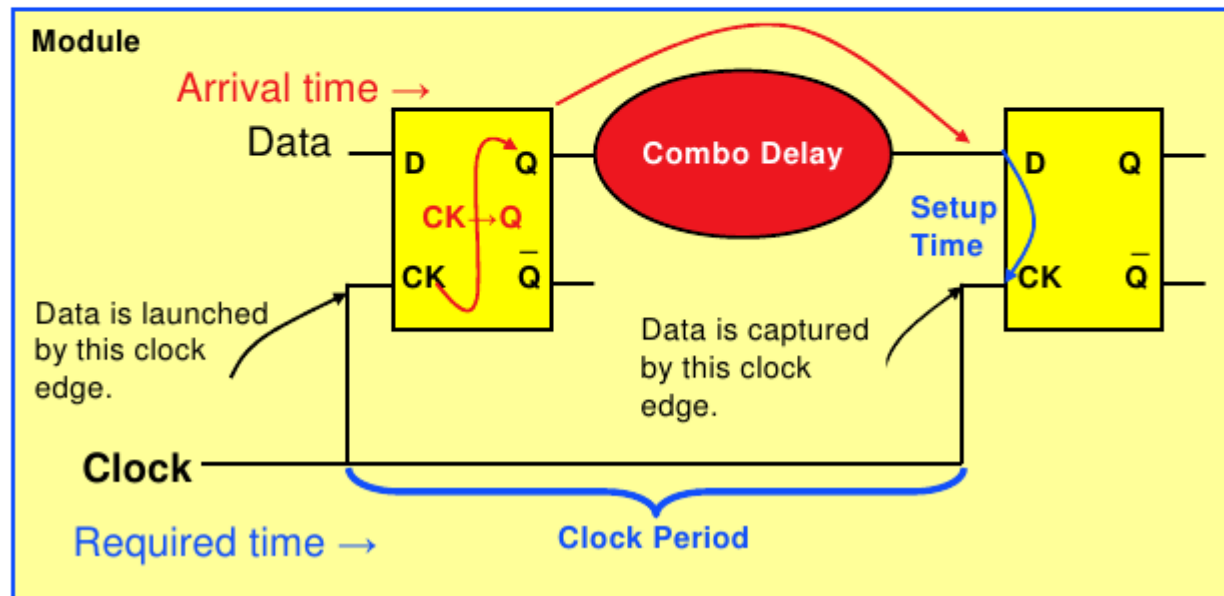 Module
Arrival time →
Data
D
Q
CK→Q
CK
Q̅
Combo Delay
Setup
Time
D
Q
CK
Q̅
Data is launched
by this clock
edge.
Data is captured
by this clock
edge.
Clock
Clock Period
Required time →